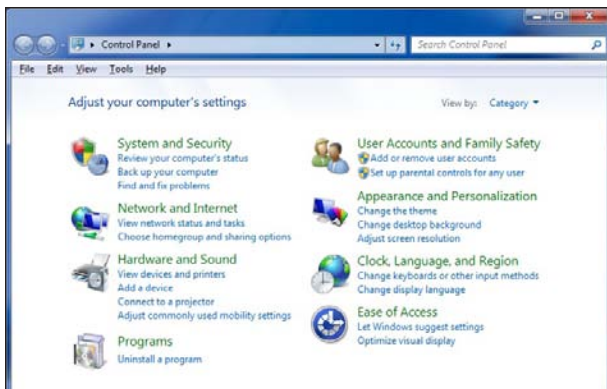 Control Panel
Search Control Panel
File Edit View Tools Help
Adjust your computer's settings
View by: Category
System and Security
Review your computer's status
Back up your computer
Find and fix problems
Network and Internet
View network status and tasks
Choose homegroup and sharing options
Hardware and Sound
View devices and printers
Add a device
Connect to a projector
Adjust commonly used mobility settings
Programs
Uninstall a program
User Accounts and Family Safety
Add or remove user accounts
Set up parental controls for any user
Appearance and Personalization
Change the theme
Change desktop background
Adjust screen resolution
Clock, Language, and Region
Change keyboards or other input methods
Change display language
Ease of Access
Let Windows suggest settings
Optimize visual display